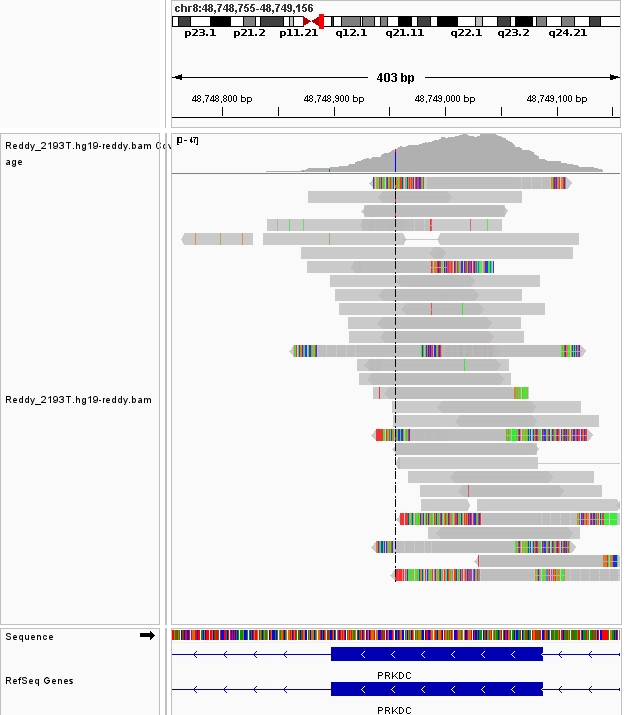 chr8:48,748,755-48,749,156
p23.1 p21.2 p11.21 q12.1 q21.11 q22.1 q23.2 q24.21
403 bp
48,748,800 bp 48,748,900 bp 48,749,000 bp 48,749,100 bp
[0 - 47]
Reddy_2193T.hg19-reddy.bam Cov
age
Reddy_2193T.hg19-reddy.bam
Sequence
PRKDC
RefSeq Genes
PRKDC